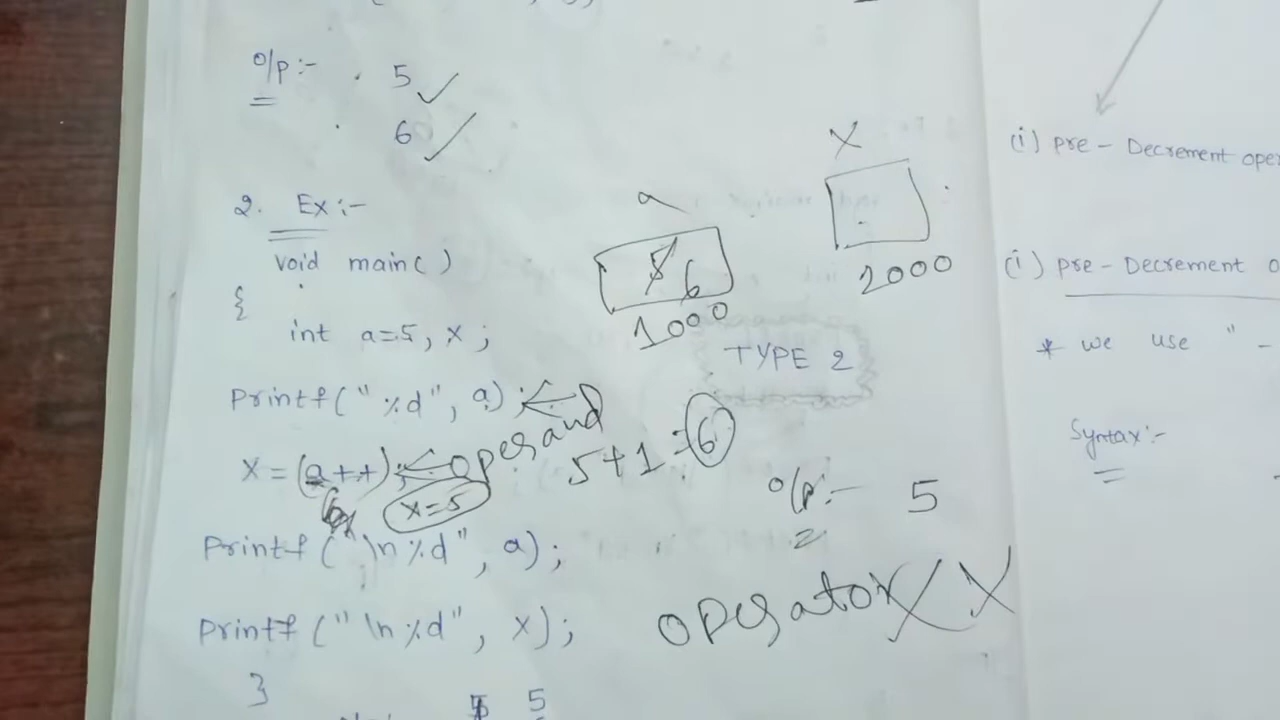 O/P:- 5
6
2. Ex:-
void main( )
{
int a=5, x ;
Printf(" %d", a) ;
x = (a++);
Printf (" \n %d", a);
Printf (" \n %d", x);
}
5
a
5 6
1000
x
2000
TYPE 2
operand
5+1=6
x=5
O/P:- 5
operator X X
(i) pre - Decrement
(i) pre - Decrement
* we use " -
Syntax:-